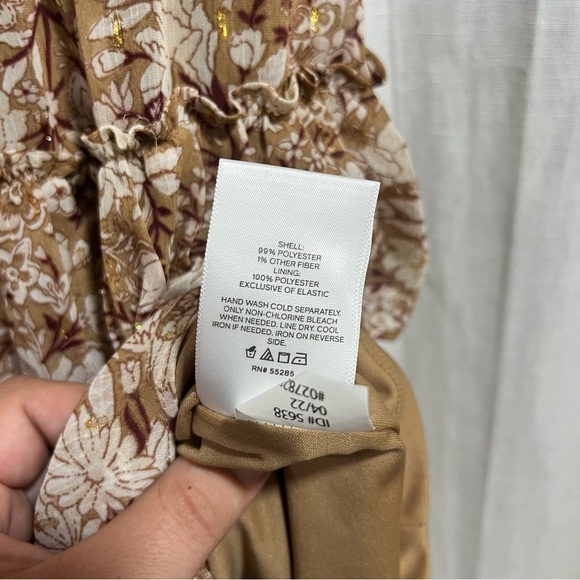 SHELL:
99% POLYESTER
1% OTHER FIBER
LINING:
100% POLYESTER
EXCLUSIVE OF ELASTIC
HAND WASH COLD SEPARATELY.
ONLY NON-CHLORINE BLEACH
WHEN NEEDED. LINE DRY. COOL
IRON IF NEEDED. IRON ON REVERSE
SIDE.
RN# 55285
ID# 5638
04/22